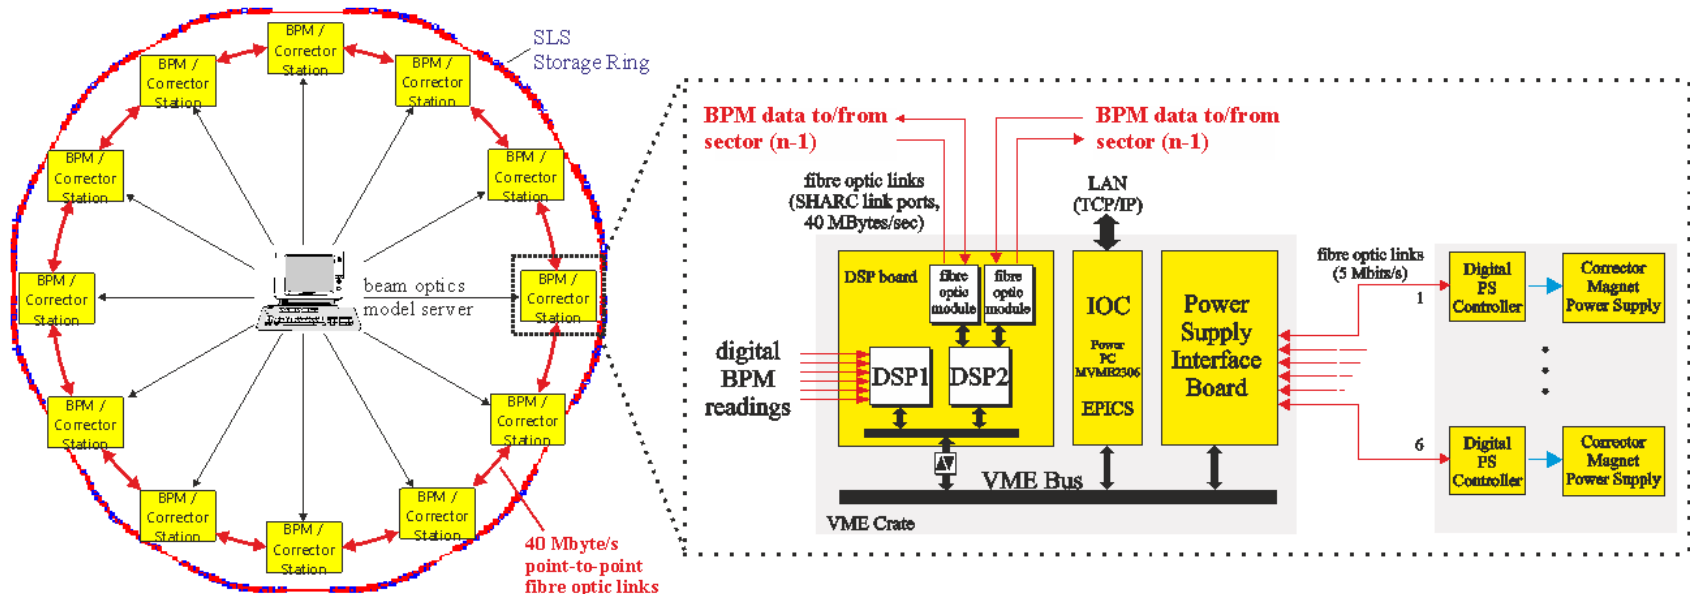 BPM /
Corrector
Station
BPM /
Corrector
Station
BPM /
Corrector
Station
BPM /
Corrector
Station
BPM /
Corrector
Station
BPM /
Corrector
Station
BPM /
Corrector
Station
BPM /
Corrector
Station
BPM /
Corrector
Station
BPM /
Corrector
Station
BPM /
Corrector
Station
BPM /
Corrector
Station
SLS
Storage Ring
beam optics
model server
40 Mbyte/s
point-to-point
fibre optic links
BPM data to/from
sector (n-1)
BPM data to/from
sector (n-1)
fibre optic links
(SHARC link ports,
40 MBytes/sec)
LAN
(TCP/IP)
DSP board
fibre
optic
module
fibre
optic
module
digital
BPM
readings
DSP1
DSP2
IOC
Power
PC
MVME2306
EPICS
Power
Supply
Interface
Board
VME Bus
VME Crate
fibre optic links
(5 Mbits/s)
1
Digital
PS
Controller
Corrector
Magnet
Power Supply
6
Digital
PS
Controller
Corrector
Magnet
Power Supply